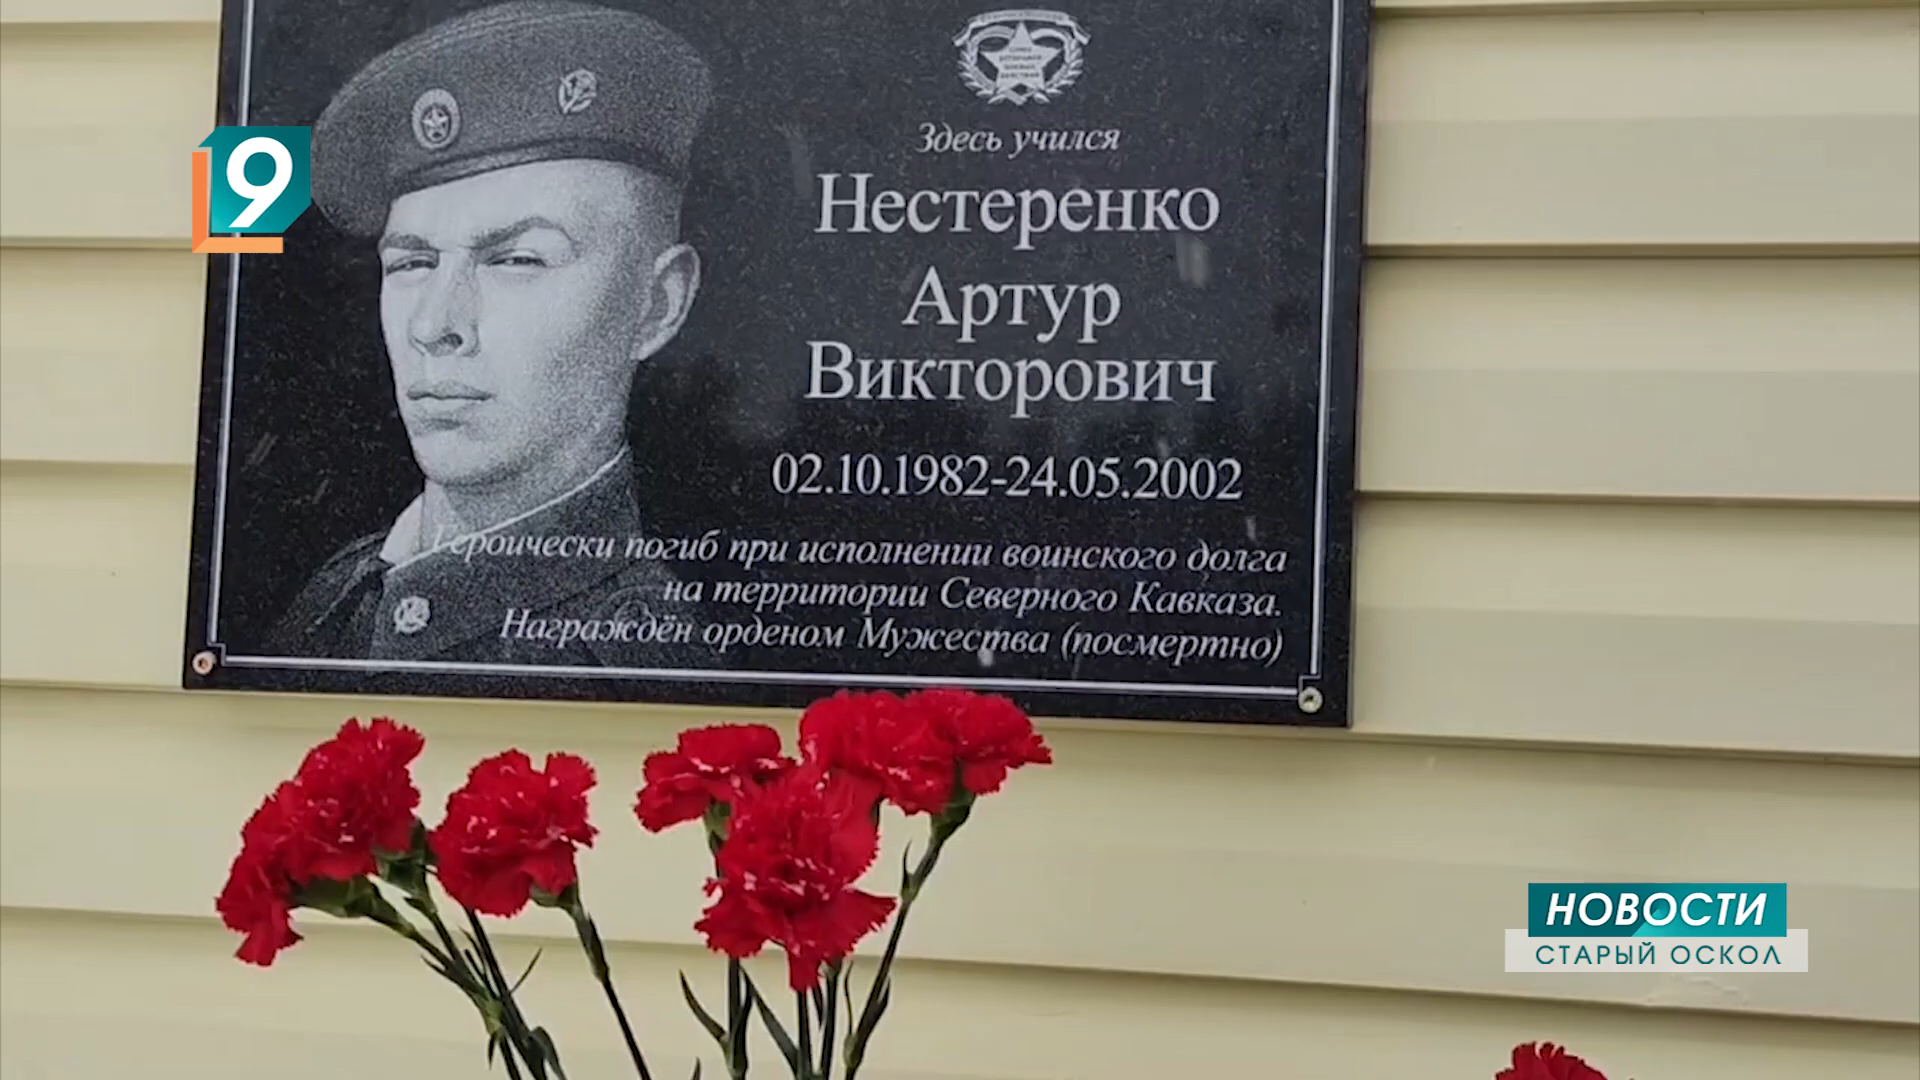 9
Здесь учился
Нестеренко
Артур
Викторович
02.10.1982-24.05.2002
Героически погиб при исполнении воинского долга
на территории Северного Кавказа.
Награждён орденом Мужества (посмертно)
НОВОСТИ
СТАРЫЙ ОСКОЛ